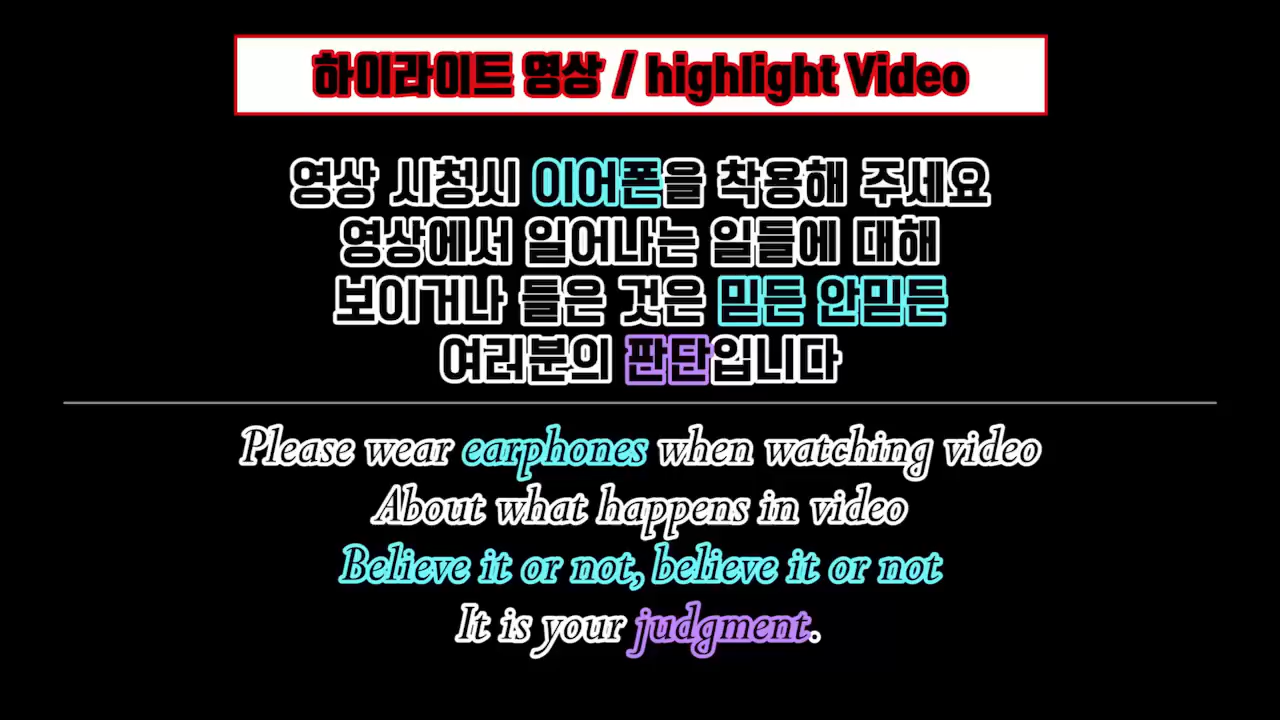 하이라이트 영상 / highlight Video
영상 시청시 이어폰을 착용해 주세요
영상에서 일어나는 일들에 대해
보이거나 들은 것은 믿든 안믿든
여러분의 판단입니다
Please wear earphones when watching video
About what happens in video
Believe it or not, believe it or not
It is your judgment.